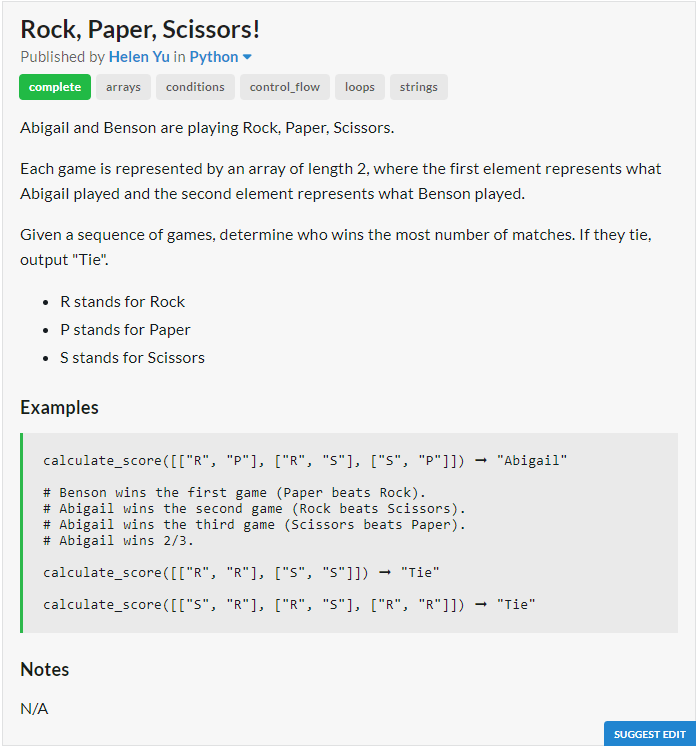 Rock, Paper, Scissors!
Published by Helen Yu in Python
complete arrays conditions control_flow loops strings
Abigail and Benson are playing Rock, Paper, Scissors.
Each game is represented by an array of length 2, where the first element represents what
Abigail played and the second element represents what Benson played.
Given a sequence of games, determine who wins the most number of matches. If they tie,
output "Tie".
• R stands for Rock
• P stands for Paper
• S stands for Scissors
Examples
calculate_score([["R", "P"], ["R", "S"], ["S", "P"]]) ➞ "Abigail"
# Benson wins the first game (Paper beats Rock).
# Abigail wins the second game (Rock beats Scissors).
# Abigail wins the third game (Scissors beats Paper).
# Abigail wins 2/3.
calculate_score([["R", "R"], ["S", "S"]]) ➞ "Tie"
calculate_score([["S", "R"], ["R", "S"], ["R", "R"]]) ➞ "Tie"
Notes
N/A
SUGGEST EDIT